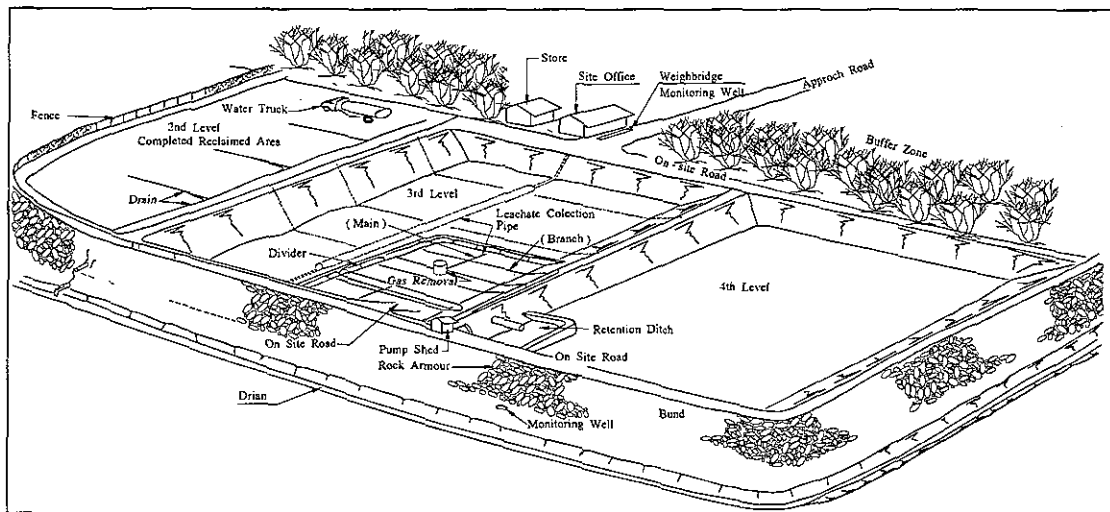 Store
Site Office
Weighbridge
Monitoring Well
Approch Road
Water Truck
Fence
2nd Level
Completed Reclaimed Area
Buffer Zone
On-site Road
Drain
3rd Level
(Main)
Leachate Colection
Pipe
(Branch)
Divider
Gas Removal
4th Level
On Site Road
Pump Shed
Rock Armour
Retention Ditch
On Site Road
Drian
Monitoring Well
Bund